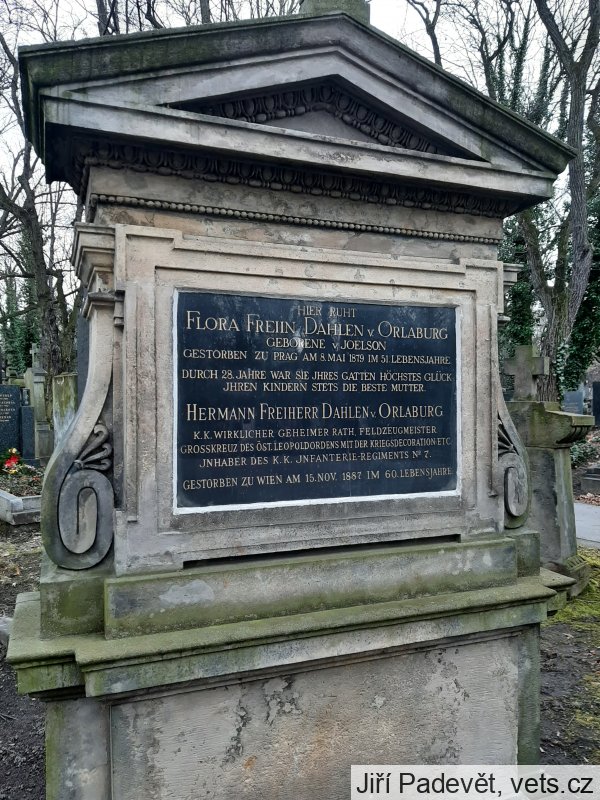 HIER RUHT
FLORA FREIIN DAHLEN v. ORLABURG
GEBORENE v. JOELSON
GESTORBEN ZU PRAG AM 8. MAI 1879 IM 51. LEBENSJAHRE
DURCH 28. JAHRE WAR SIE JHRES GATTEN HÖCHSTES GLÜCK
JHREN KINDERN STETS DIE BESTE MUTTER.
HERMANN FREIHERR DAHLEN v. ORLABURG
K.K. WIRKLICHER GEHEIMER RATH, FELDZEUGMEISTER
GROSSKREUZ DES ÖST. LEOPOLDORDENS MIT DER KRIEGSDECORATION ETC.
JNHABER DES K.K. JNFANTERIE-REGIMENTS No 7.
GESTORBEN ZU WIEN AM 15. NOV. 1887 IM 60. LEBENSJAHRE
Jiří Padevět, vets.cz